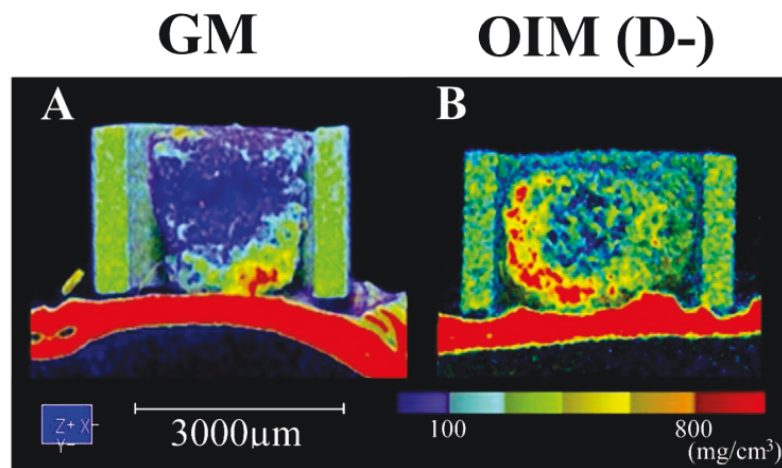 GM
OIM (D-)
A
B
Z+ X-
Y-
3000µm
100
800
(mg/cm³)